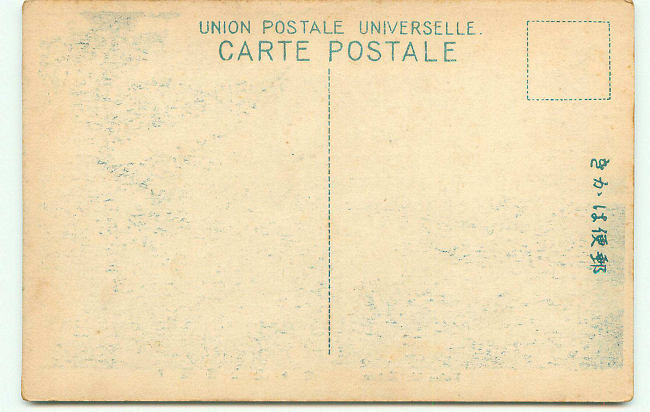 UNION POSTALE UNIVERSELLE.
CARTE POSTALE
郵便はかき